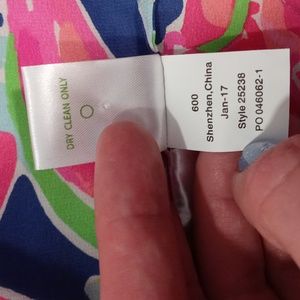 DRY CLEAN ONLY
600
Shenzhen,China
Jan-17
Style 25238
PO 046062-1